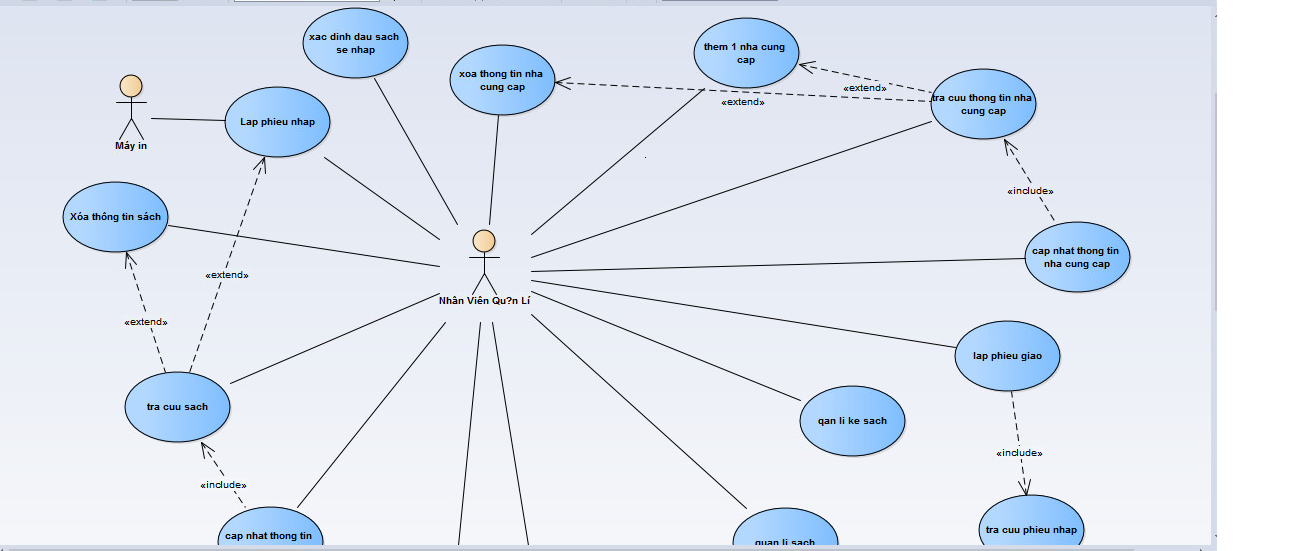 xac dinh dau sach
se nhap
xoa thong tin nha
cung cap
them 1 nha cung
cap
«extend»
«extend»
tra cuu thong tin nha
cung cap
Lap phieu nhap
Máy in
«include»
Xóa thông tin sách
cap nhat thong tin
nha cung cap
«extend»
Nhân Viên Qu?n Lí
«extend»
lap phieu giao
tra cuu sach
qan li ke sach
«include»
«include»
cap nhat thong tin
quan li sach
tra cuu phieu nhap